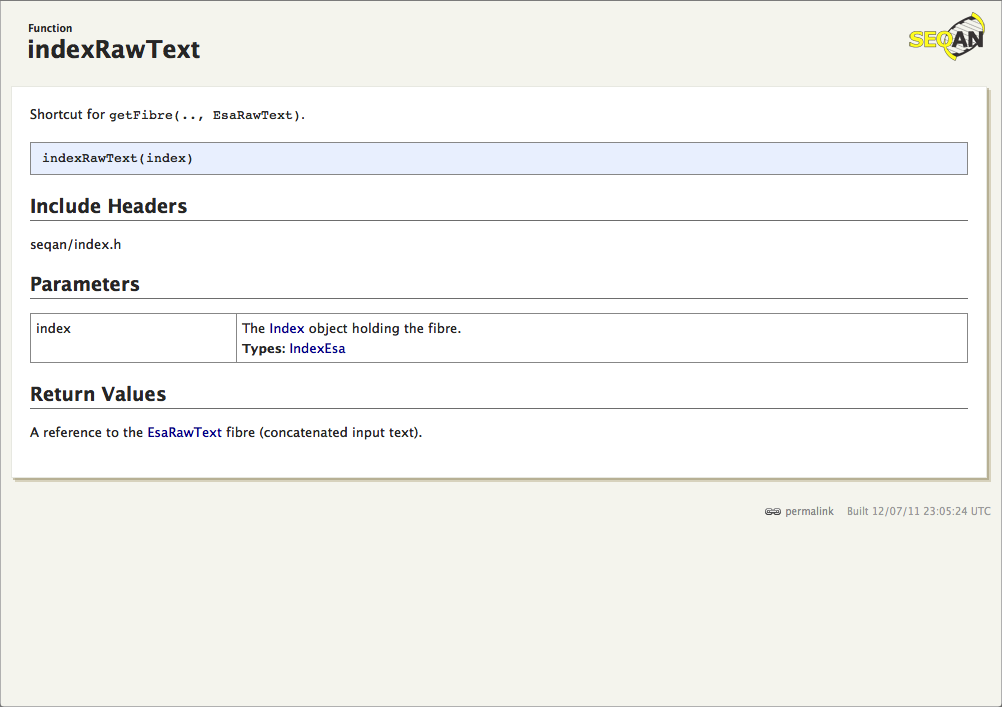 Function
indexRawText
SEQAN
Shortcut for getFibre(.., EsaRawText).
indexRawText(index)
Include Headers
seqan/index.h
Parameters
index
The Index object holding the fibre.
Types: IndexEsa
Return Values
A reference to the EsaRawText fibre (concatenated input text).
permalink Built 12/07/11 23:05:24 UTC